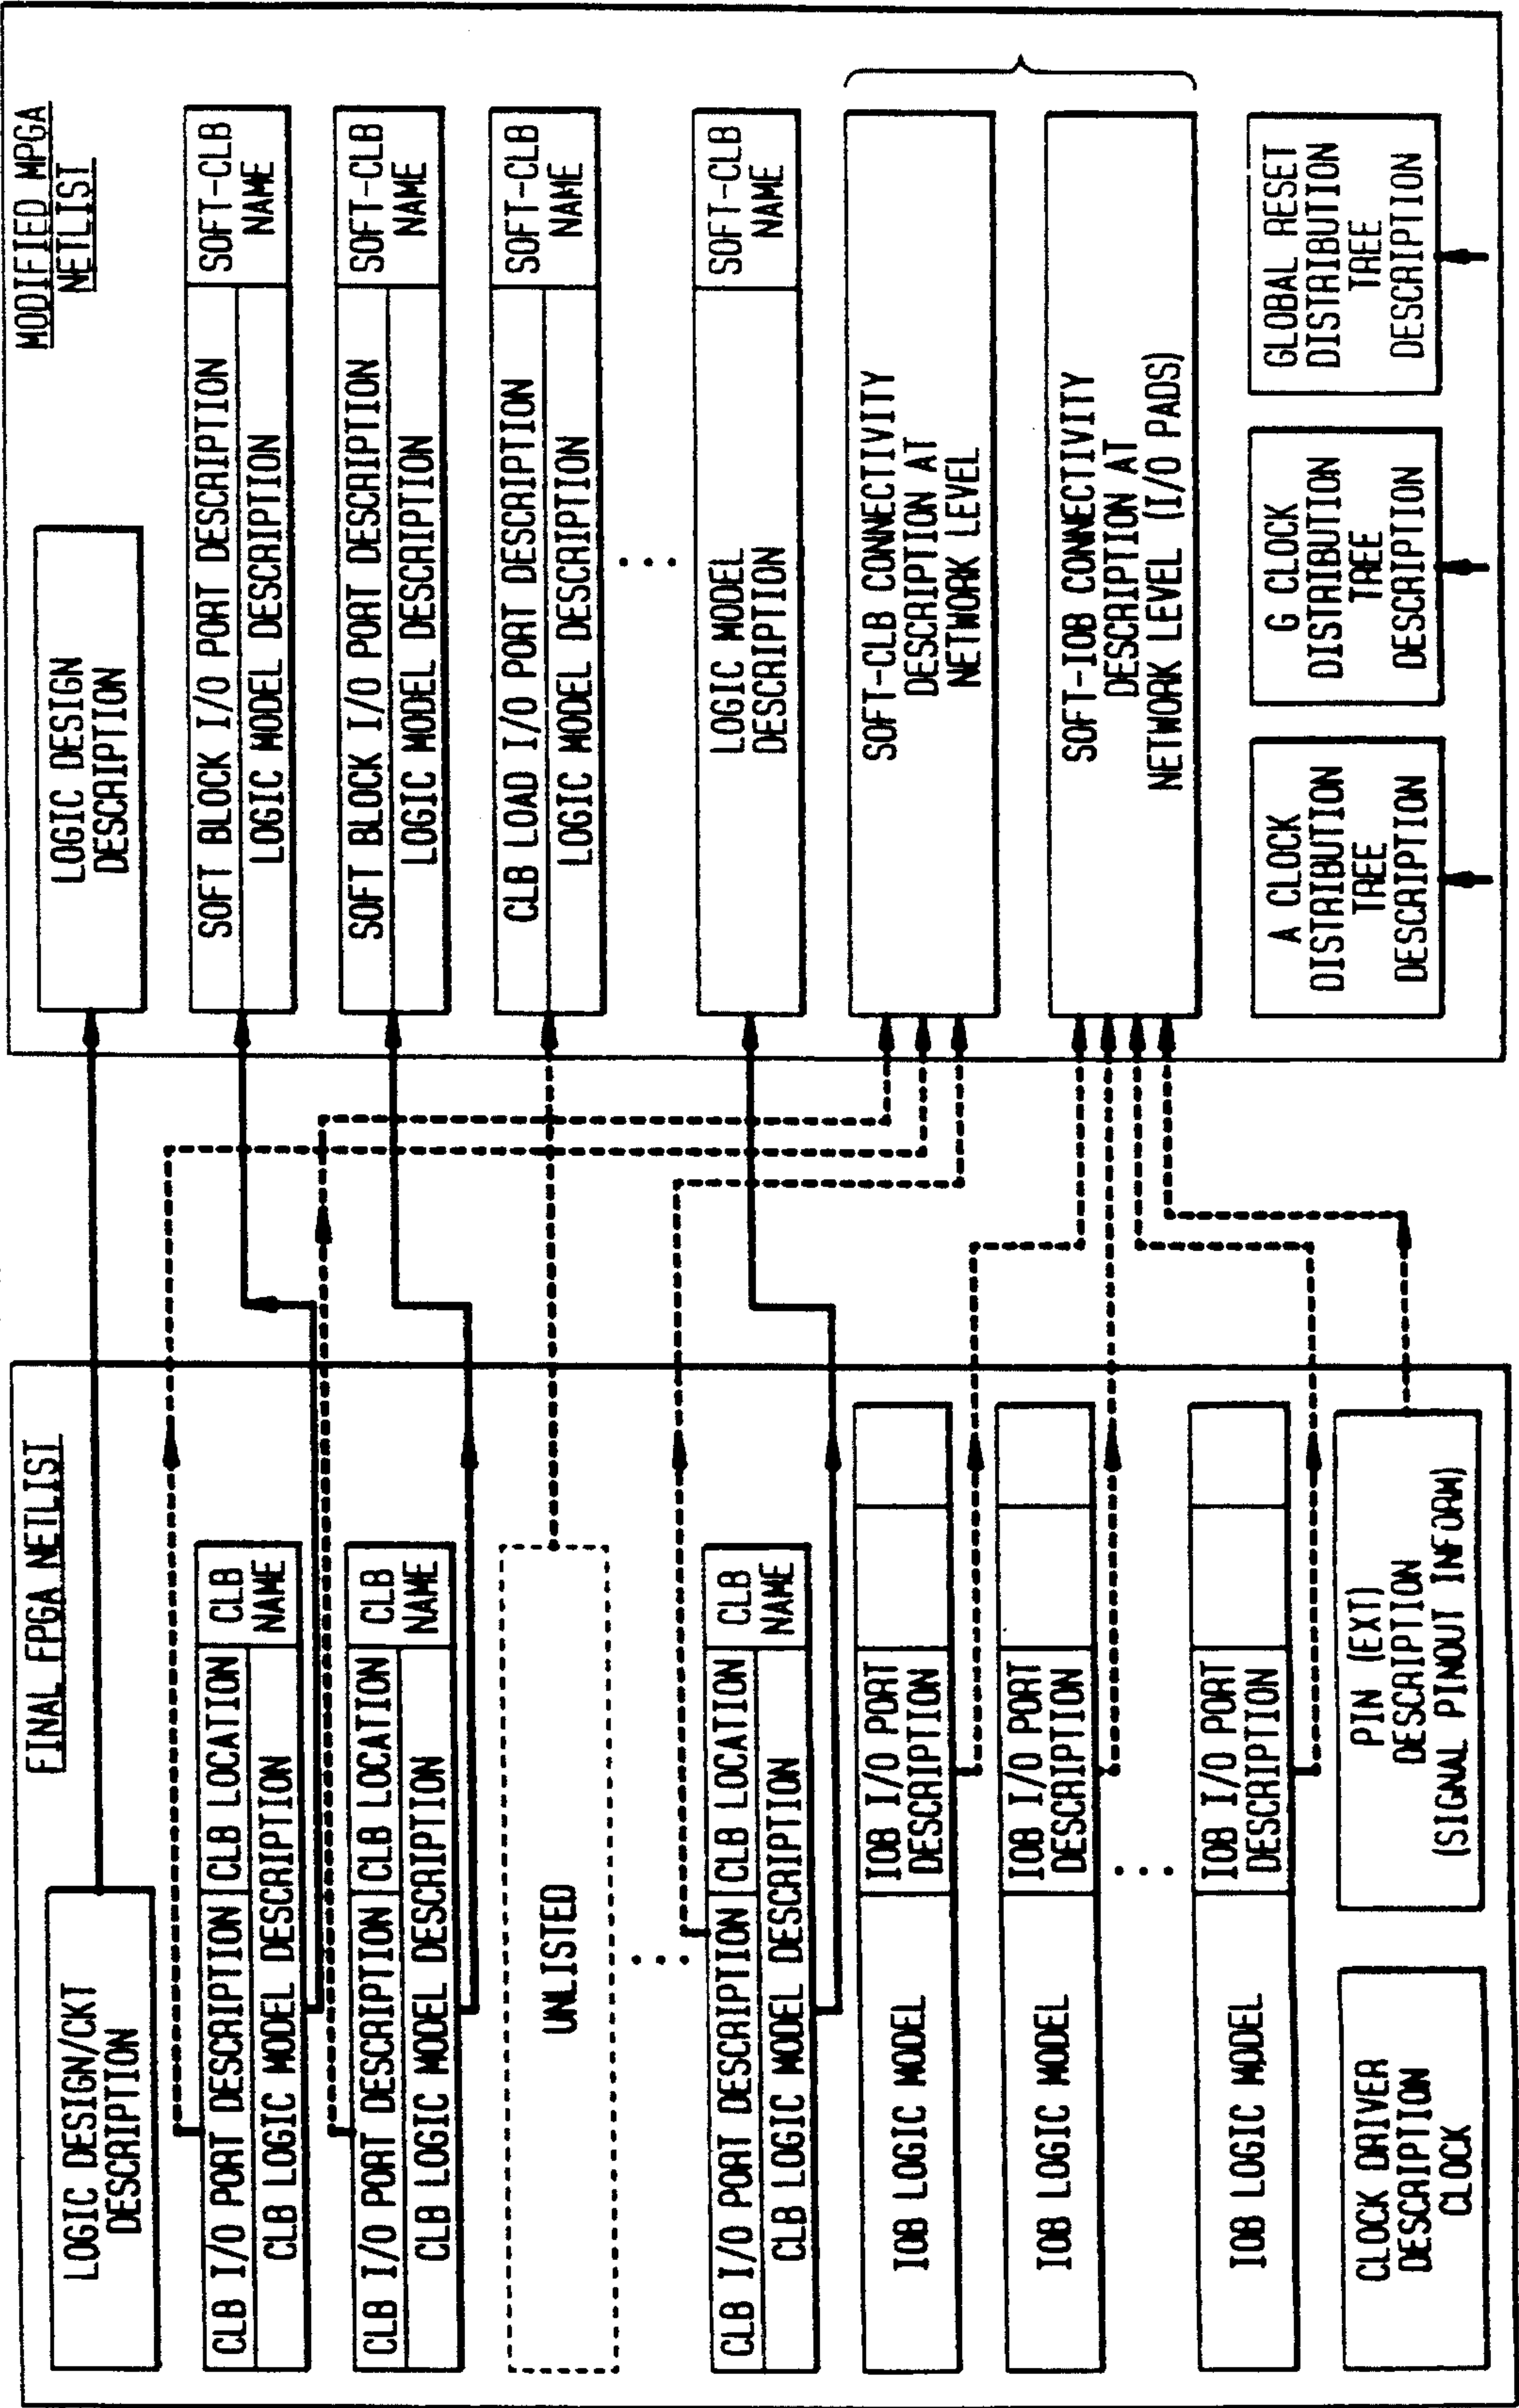 FINAL FPGA NETLIST
LOGIC DESIGN/CKT
DESCRIPTION
CLB I/O PORT DESCRIPTION
CLB LOCATION
CLB
NAME
CLB LOGIC MODEL DESCRIPTION
CLB I/O PORT DESCRIPTION
CLB LOCATION
CLB
NAME
CLB LOGIC MODEL DESCRIPTION
UNLISTED
CLB I/O PORT DESCRIPTION
CLB LOCATION
CLB
NAME
CLB LOGIC MODEL DESCRIPTION
IOB LOGIC MODEL
IOB I/O PORT
DESCRIPTION
IOB LOGIC MODEL
IOB I/O PORT
DESCRIPTION
IOB LOGIC MODEL
IOB I/O PORT
DESCRIPTION
CLOCK DRIVER
DESCRIPTION
CLOCK
PIN (EXT)
DESCRIPTION
(SIGNAL PINOUT INFORM)
MODIFIED MPGA
NETLIST
LOGIC DESIGN
DESCRIPTION
SOFT BLOCK I/O PORT DESCRIPTION
LOGIC MODEL DESCRIPTION
SOFT-CLB
NAME
SOFT BLOCK I/O PORT DESCRIPTION
LOGIC MODEL DESCRIPTION
SOFT-CLB
NAME
CLB LOAD I/O PORT DESCRIPTION
LOGIC MODEL DESCRIPTION
SOFT-CLB
NAME
LOGIC MODEL
DESCRIPTION
SOFT-CLB
NAME
SOFT-CLB CONNECTIVITY
DESCRIPTION AT
NETWORK LEVEL
SOFT-IOB CONNECTIVITY
DESCRIPTION AT
NETWORK LEVEL (I/O PADS)
A CLOCK
DISTRIBUTION
TREE
DESCRIPTION
G CLOCK
DISTRIBUTION
TREE
DESCRIPTION
GLOBAL RESET
DISTRIBUTION
TREE
DESCRIPTION